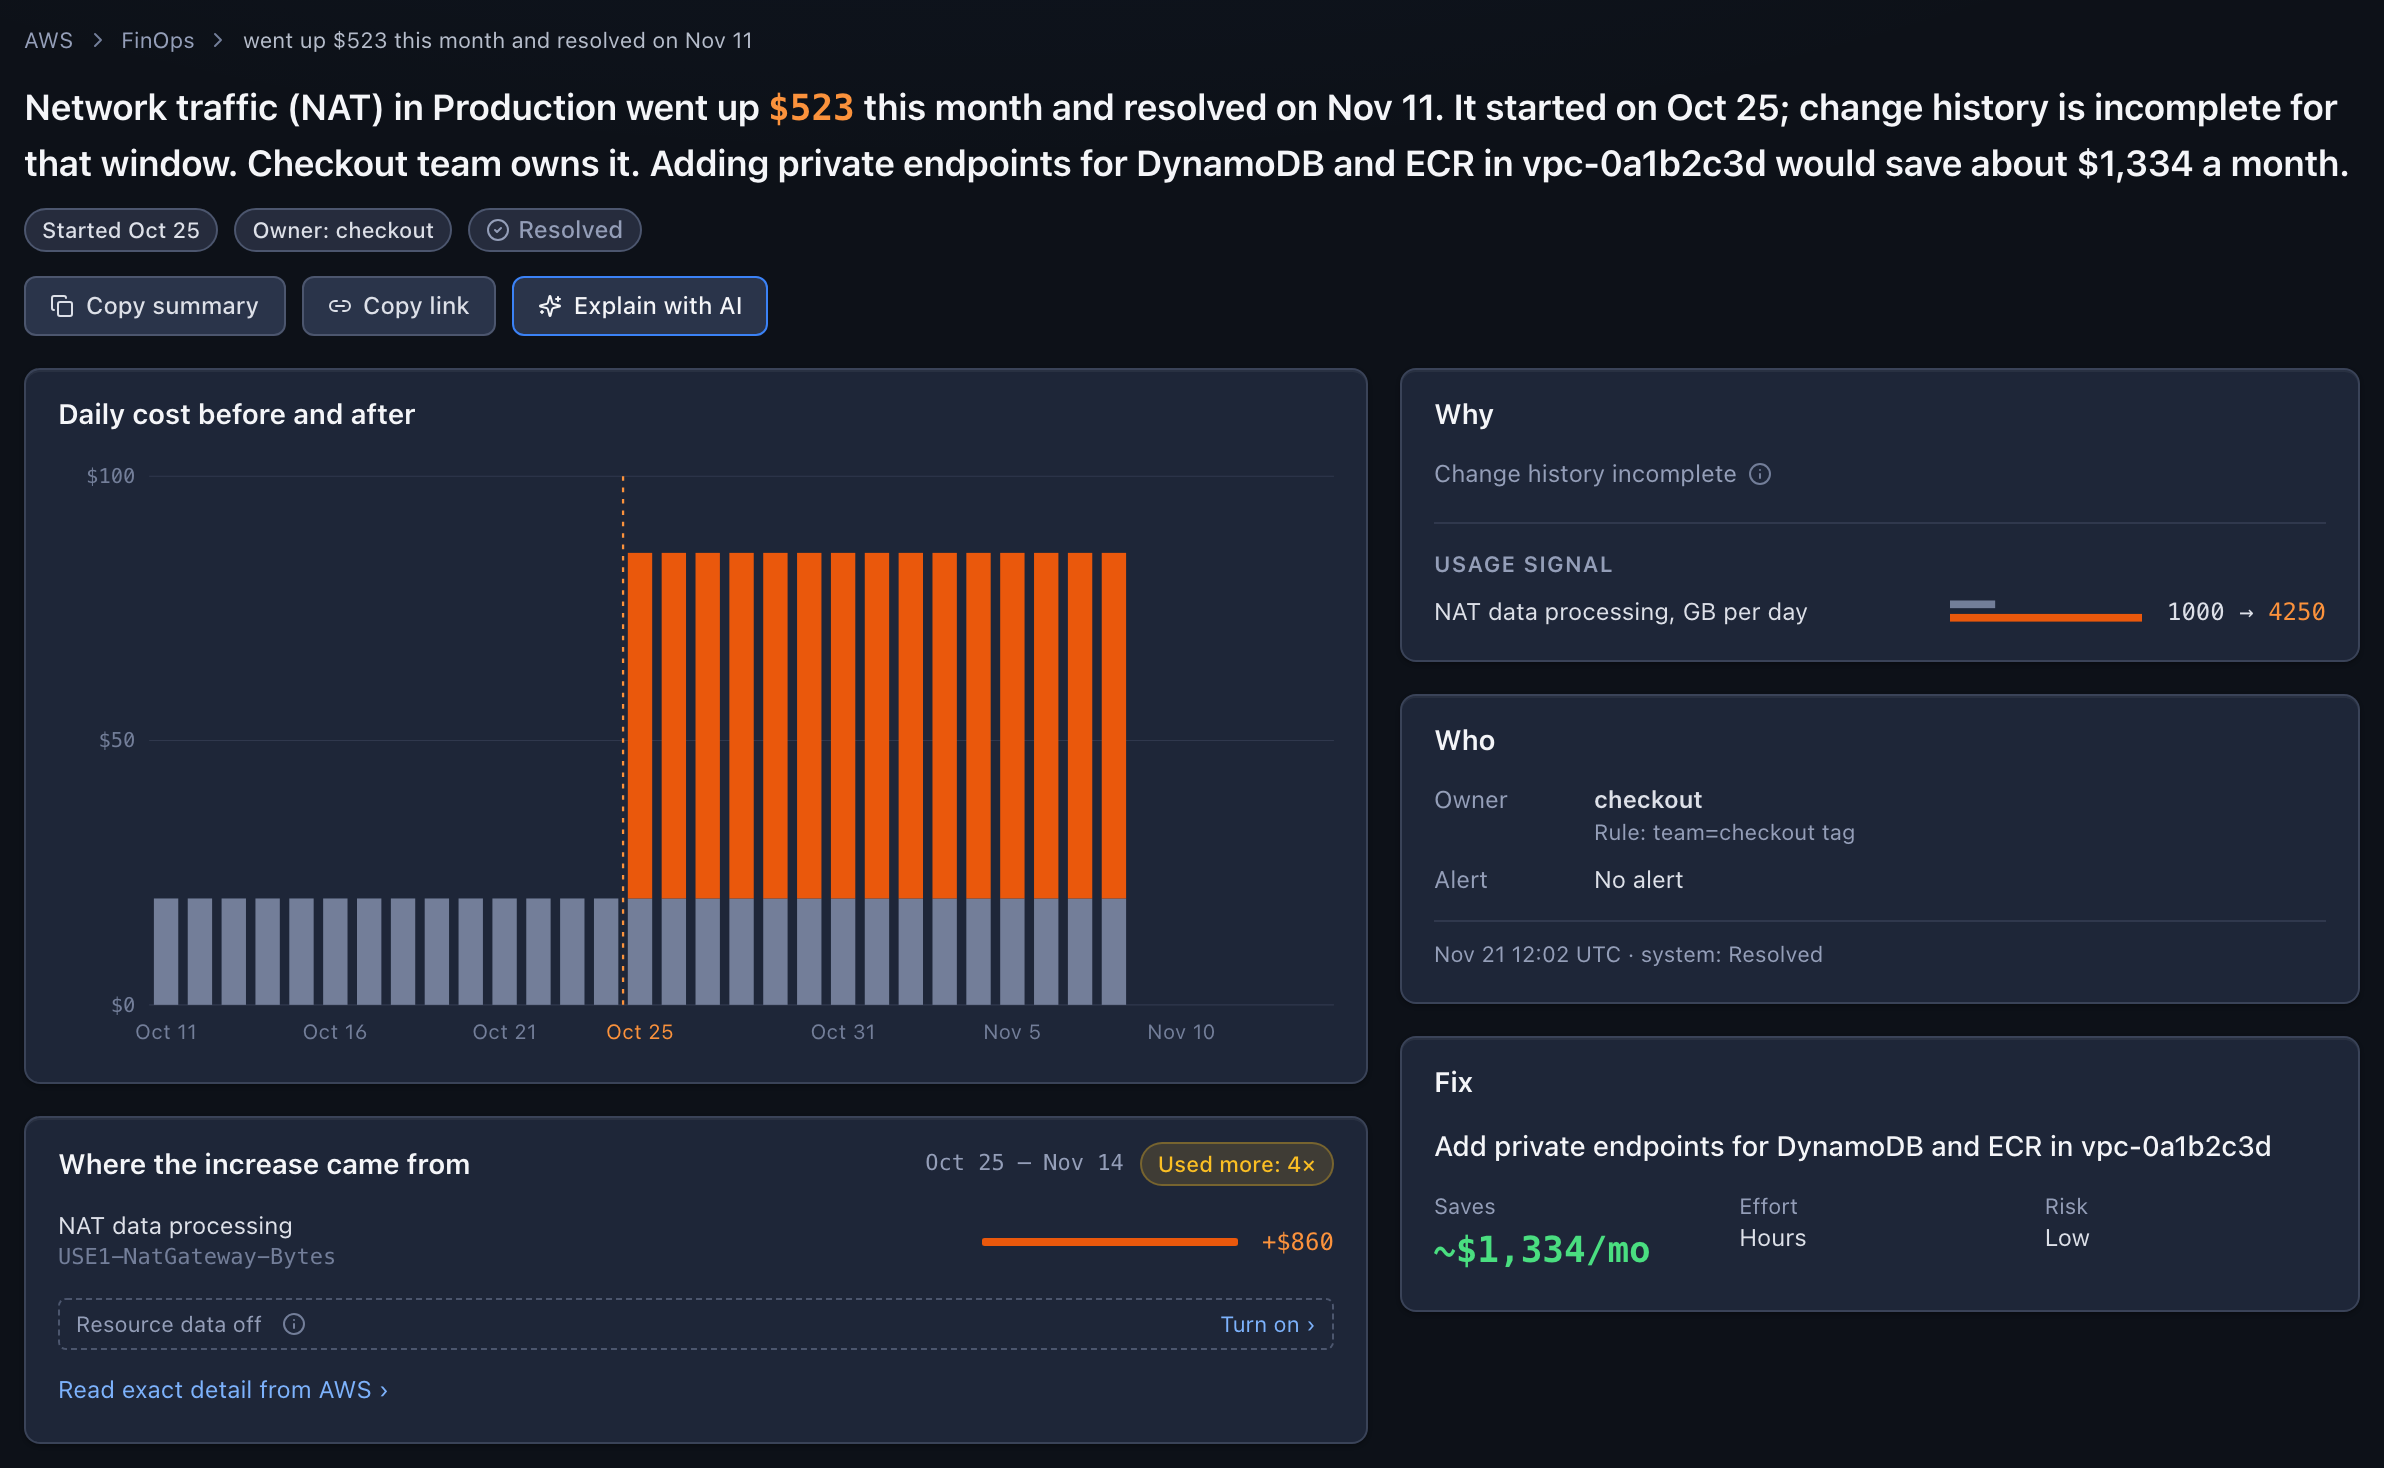 AWS > FinOps > went up $523 this month and resolved on Nov 11
Network traffic (NAT) in Production went up $523 this month and resolved on Nov 11. It started on Oct 25; change history is incomplete for
that window. Checkout team owns it. Adding private endpoints for DynamoDB and ECR in vpc-0a1b2c3d would save about $1,334 a month.
Started Oct 25
Owner: checkout
Resolved
Copy summary
Copy link
Explain with AI
Daily cost before and after
$100
$50
$0
Oct 11
Oct 16
Oct 21
Oct 25
Oct 31
Nov 5
Nov 10
Where the increase came from
Oct 25 – Nov 14
Used more: 4×
NAT data processing
+$860
USE1-NatGateway-Bytes
Resource data off
Turn on ›
Read exact detail from AWS ›
Why
Change history incomplete
USAGE SIGNAL
NAT data processing, GB per day
1000 → 4250
Who
Owner
checkout
Rule: team=checkout tag
Alert
No alert
Nov 21 12:02 UTC · system: Resolved
Fix
Add private endpoints for DynamoDB and ECR in vpc-0a1b2c3d
Saves
Effort
Risk
~$1,334/mo
Hours
Low